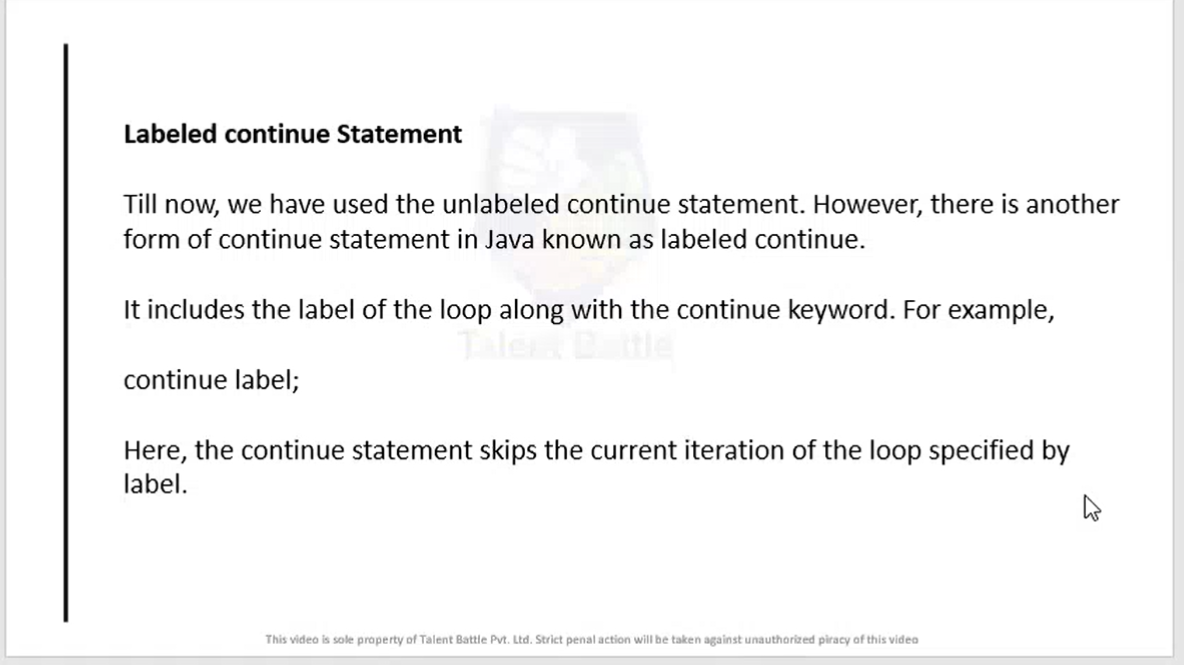 Labeled continue Statement
Till now, we have used the unlabeled continue statement. However, there is another
form of continue statement in Java known as labeled continue.
It includes the label of the loop along with the continue keyword. For example,
Talent Battle
continue label;
Here, the continue statement skips the current iteration of the loop specified by
label.
This video is sole property of Talent Battle Pvt. Ltd. Strict penal action will be taken against unauthorized piracy of this video